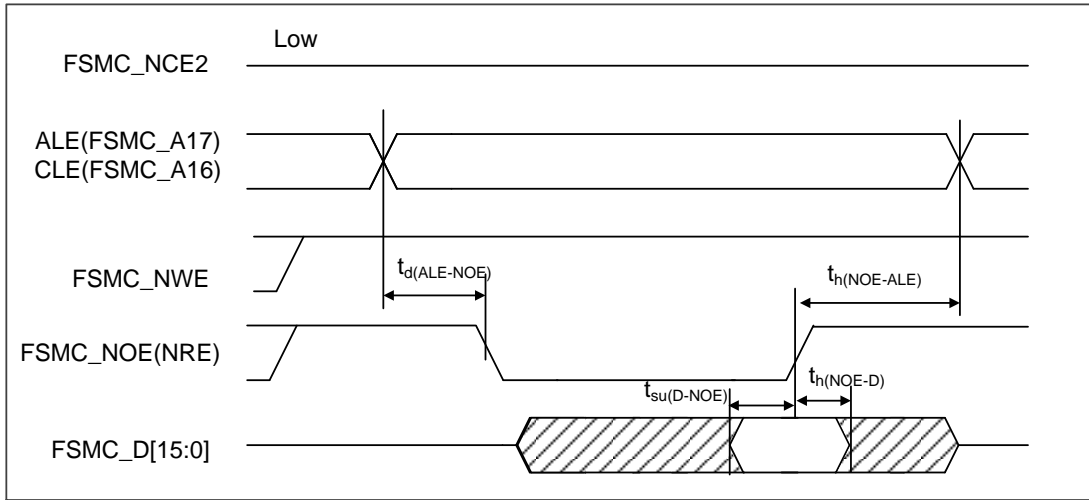 Low
FSMC_NCE2
ALE(FSMC_A17)
CLE(FSMC_A16)
FSMC_NWE
td(ALE-NOE)
th(NOE-ALE)
FSMC_NOE(NRE)
tsu(D-NOE)
th(NOE-D)
FSMC_D[15:0]